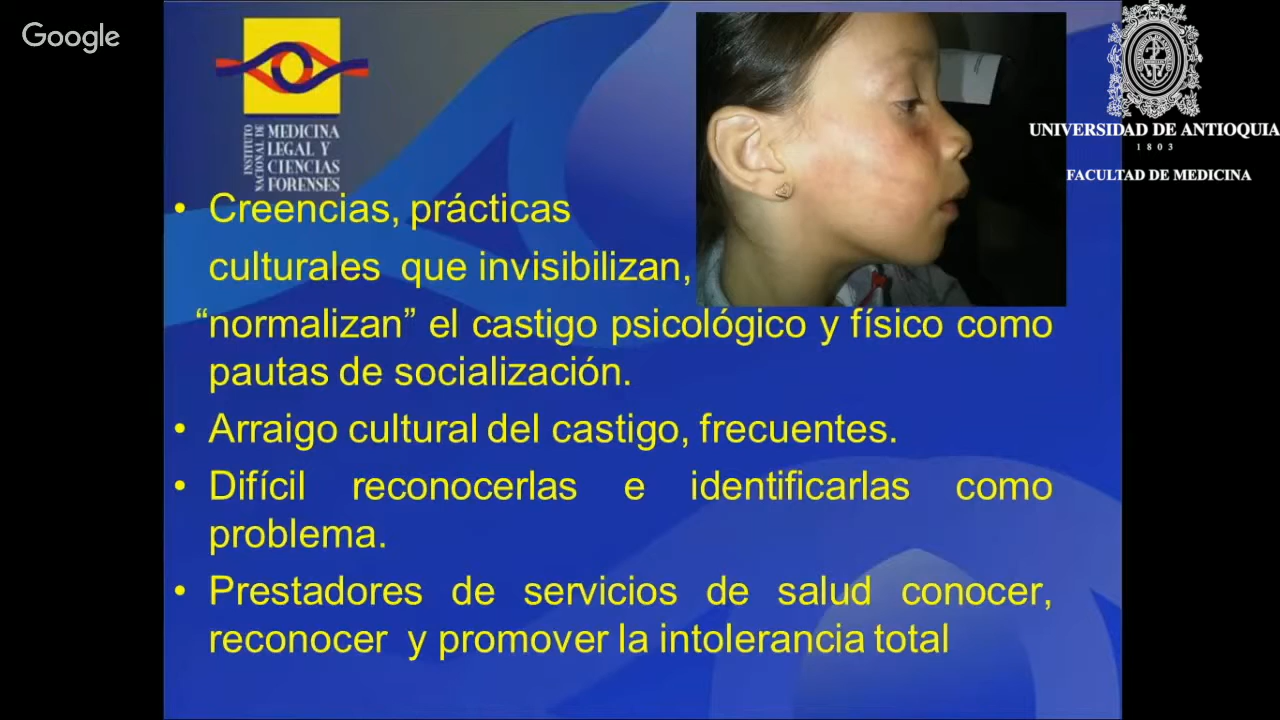 Google
INSTITUTO
NACIONAL DE
MEDICINA
LEGAL Y
CIENCIAS
FORENSES
UNIVERSIDAD DE ANTIOQUIA
1803
FACULTAD DE MEDICINA
• Creencias, prácticas
culturales que invisibilizan,
“normalizan” el castigo psicológico y físico como
pautas de socialización.
• Arraigo cultural del castigo, frecuentes.
• Difícil reconocerlas e identificarlas como
problema.
• Prestadores de servicios de salud conocer,
reconocer y promover la intolerancia total